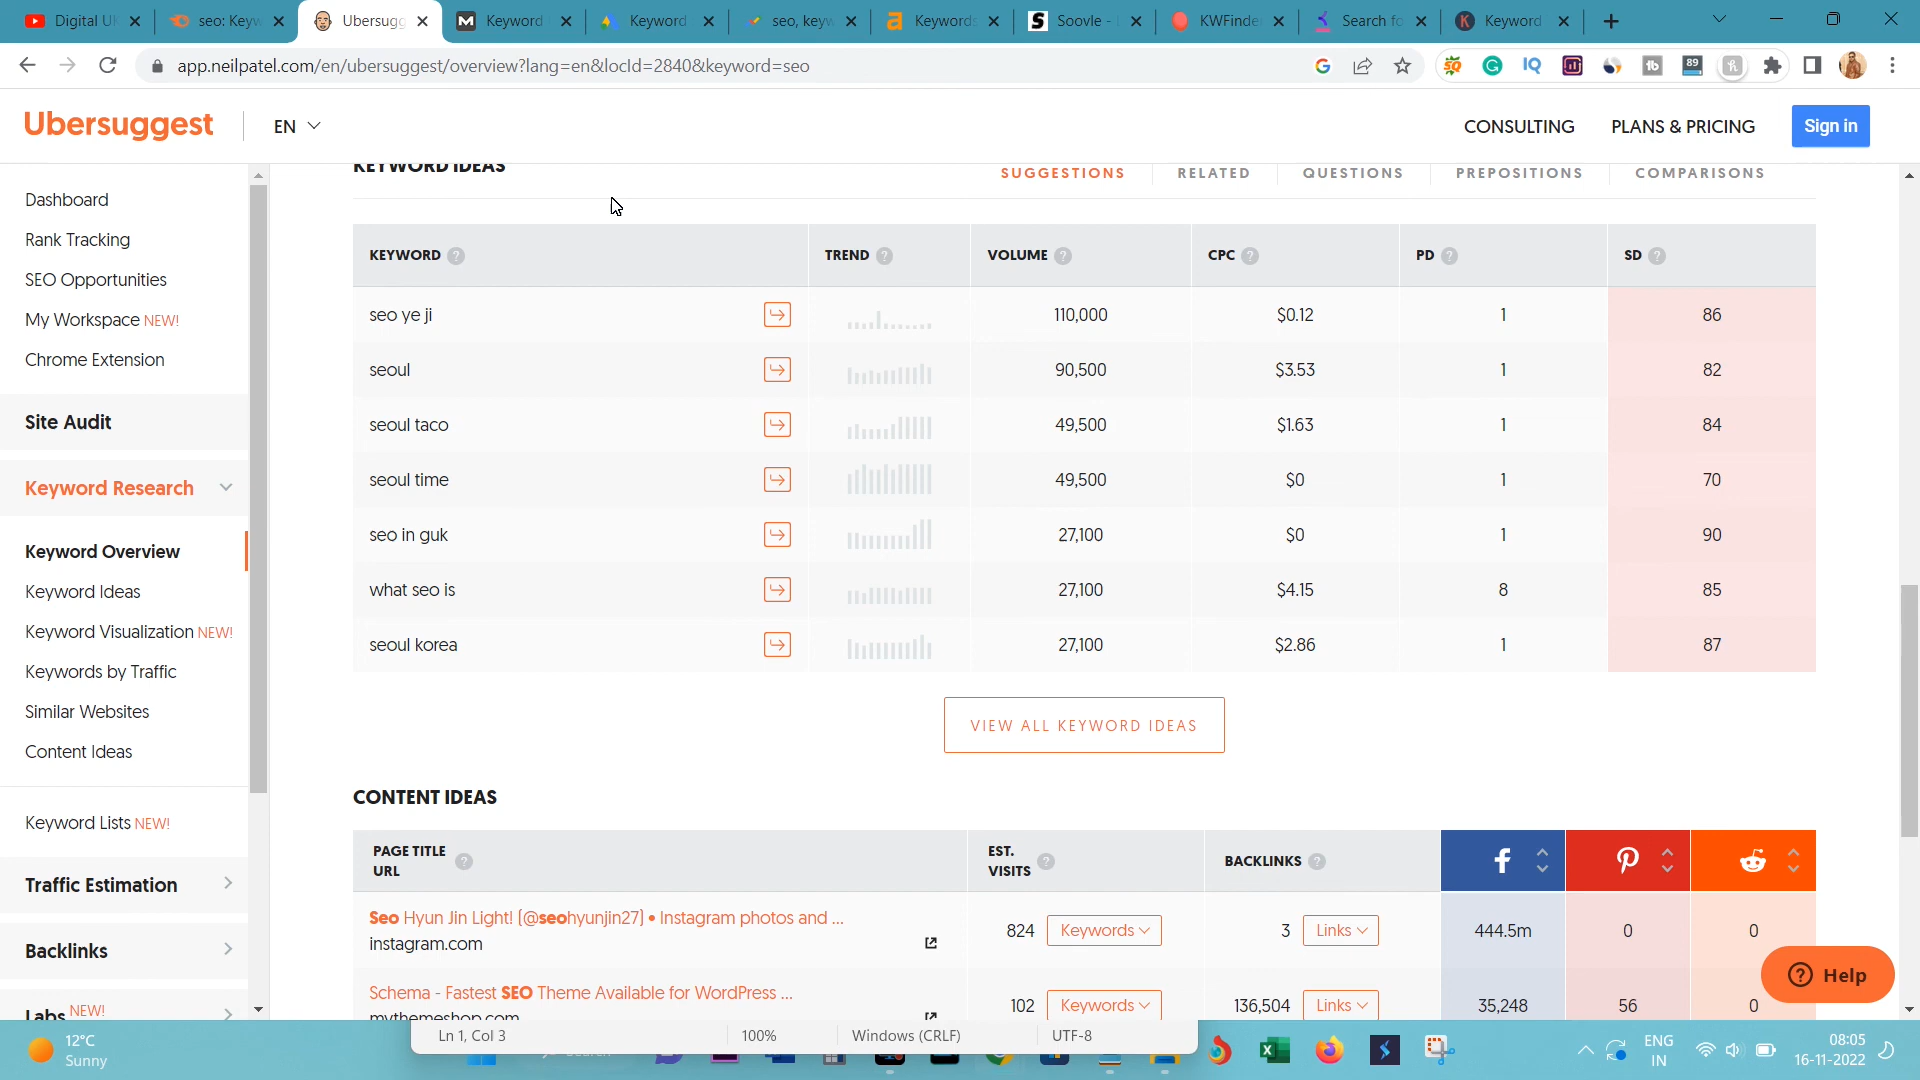 Digital U
seo: Keyw
Ubersugg
Keyword
Keyword
seo, keyw
Keywords
Soovle -
KWFinde
Search fo
Keyword
app.neilpatel.com/en/ubersuggest/overview?lang=en&locId=2840&keyword=seo
Ubersuggest
EN
CONSULTING
PLANS & PRICING
Sign in
Dashboard
Rank Tracking
SEO Opportunities
My Workspace NEW!
Chrome Extension
Site Audit
Keyword Research
Keyword Overview
Keyword Ideas
Keyword Visualization NEW!
Keywords by Traffic
Similar Websites
Content Ideas
Keyword Lists NEW!
Traffic Estimation
Backlinks
Labs NEW!
KEYWORD IDEAS
SUGGESTIONS RELATED QUESTIONS PREPOSITIONS COMPARISONS
KEYWORD ? TREND ? VOLUME ? CPC ? PD ? SD ?
seo ye ji 110,000 $0.12 1 86
seoul 90,500 $3.53 1 82
seoul taco 49,500 $1.63 1 84
seoul time 49,500 $0 1 70
seo in guk 27,100 $0 1 90
what seo is 27,100 $4.15 8 85
seoul korea 27,100 $2.86 1 87
VIEW ALL KEYWORD IDEAS
CONTENT IDEAS
PAGE TITLE
URL ?
EST.
VISITS ?
BACKLINKS ?
Seo Hyun Jin Light! (@seohyunjin27) • Instagram photos and ...
instagram.com
824 Keywords 3 Links 444.5m 0 0
Schema - Fastest SEO Theme Available for WordPress ...
mythemeshop.com
102 Keywords 136,504 Links 35,248 56 0
? Help
Ln 1, Col 3 100% Windows (CRLF) UTF-8
12°C
Sunny
ENG
IN
08:05
16-11-2022